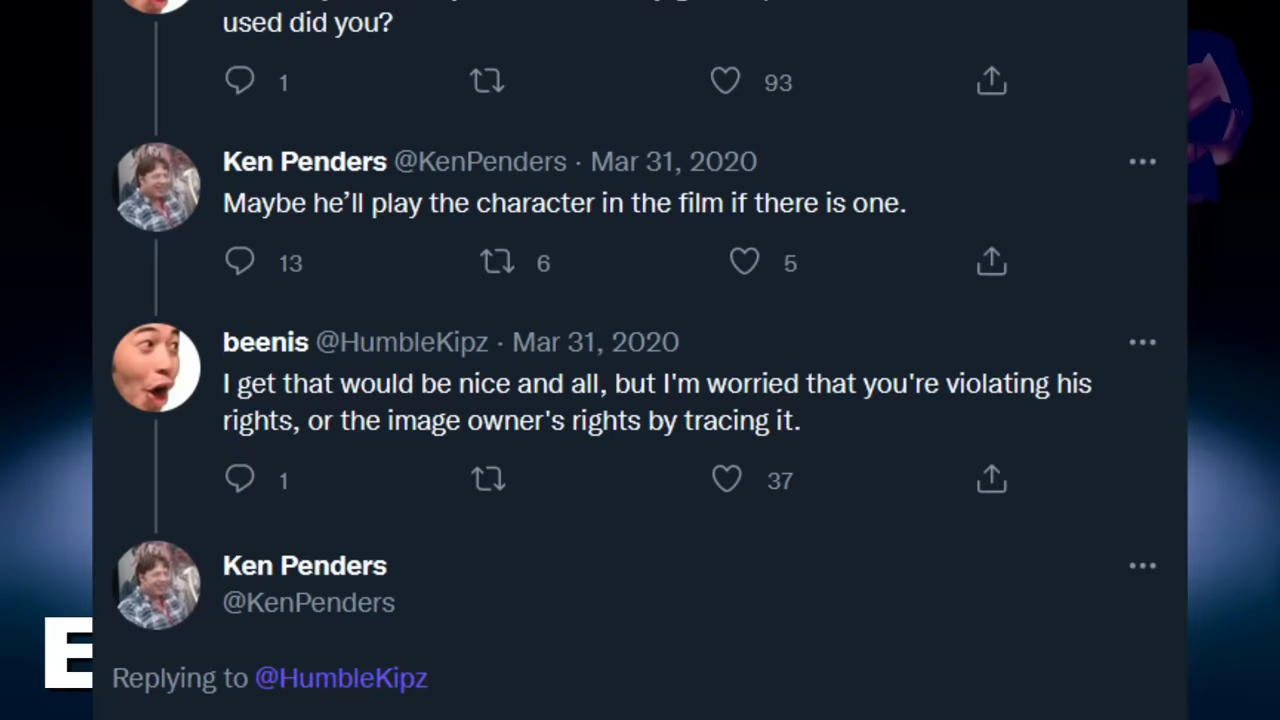 used did you?
1 93
Ken Penders @KenPenders · Mar 31, 2020
Maybe he’ll play the character in the film if there is one.
13 6 5
beenis @HumbleKipz · Mar 31, 2020
I get that would be nice and all, but I'm worried that you're violating his
rights, or the image owner's rights by tracing it.
1 37
Ken Penders
@KenPenders
E
Replying to @HumbleKipz